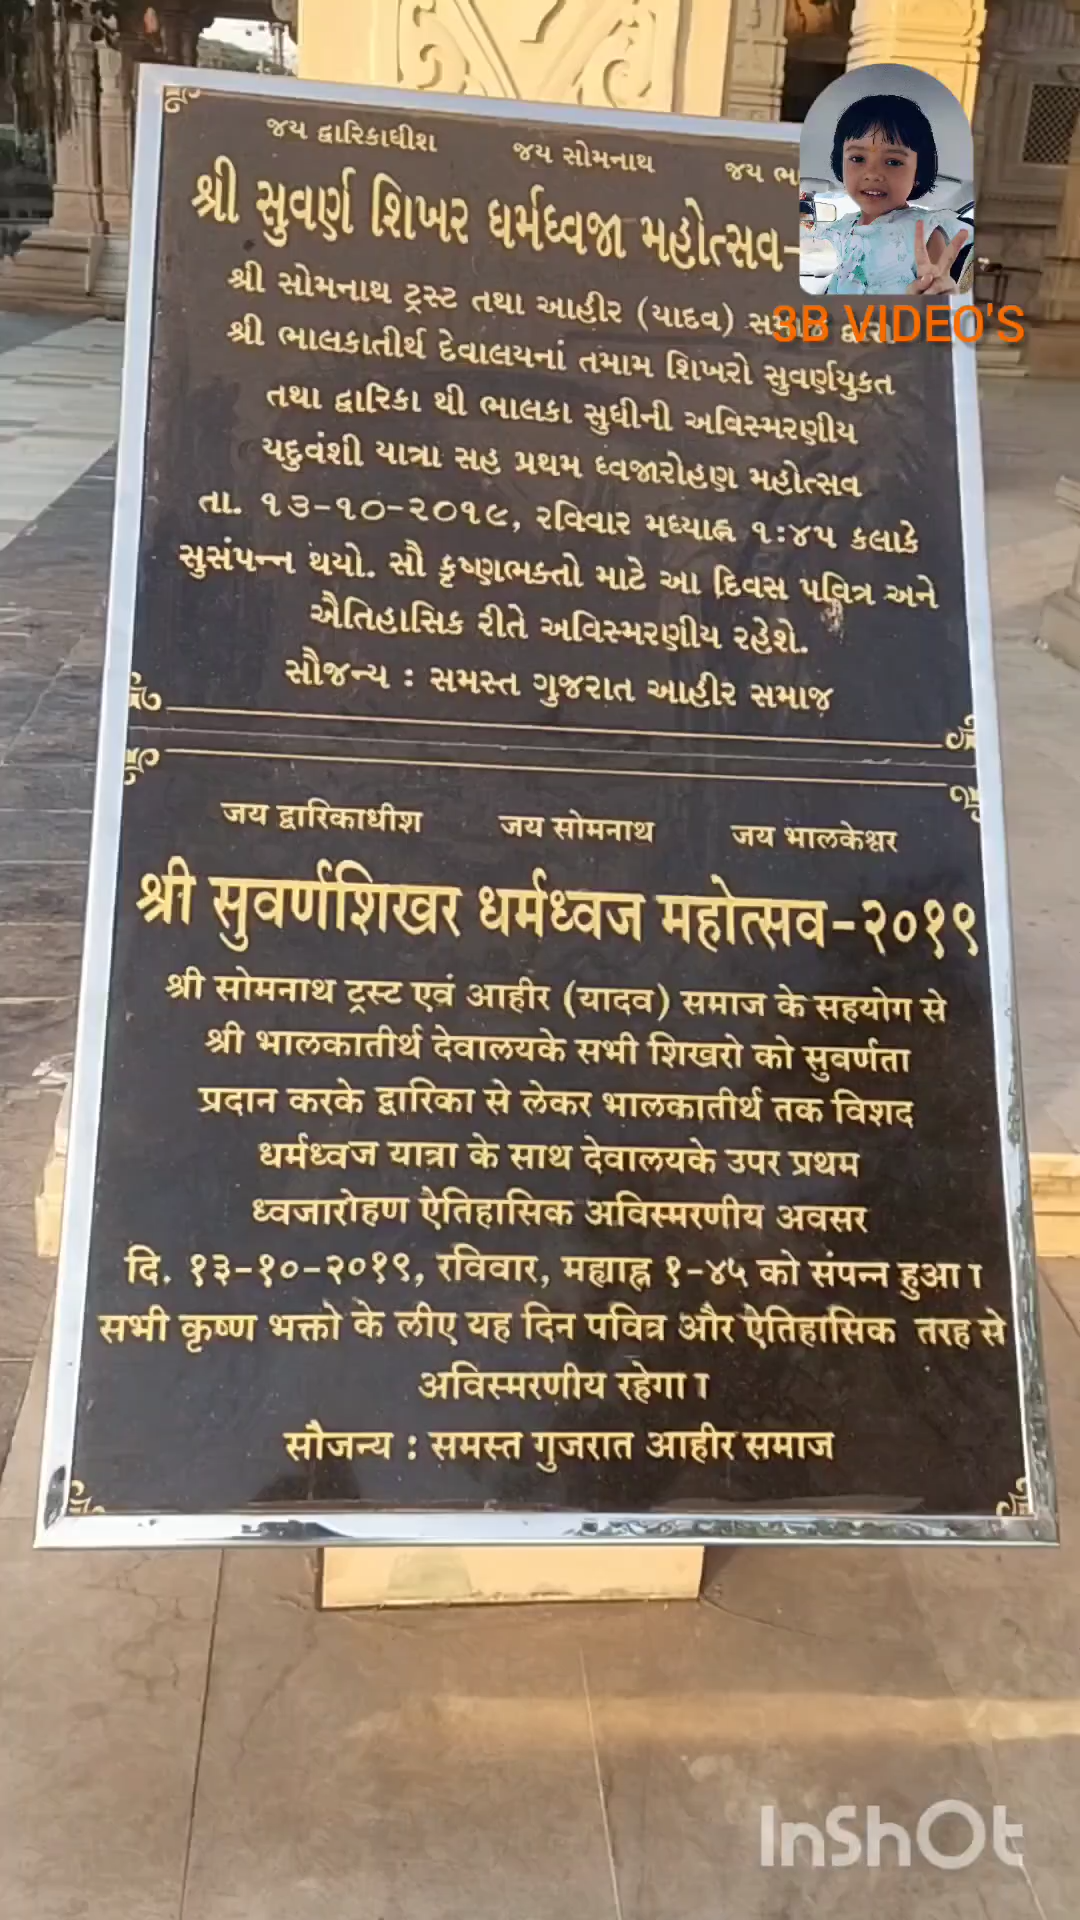 જય દ્વારિકાધીશ જય સોમનાથ જય
શ્રી સુવર્ણ શિખર ધર્મધ્વજા મહોત્સવ-
શ્રી સોમનાથ ટ્રસ્ટ તથા આહીર (યાદવ)
3B VIDEO'S
શ્રી ભાલકાતીર્થ દેવાલયનાં તમામ શિખરો સુવર્ણયુકત
તથા દ્વારિકા થી ભાલકા સુધીની અવિસ્મરણીય
યદુવંશી યાત્રા સહ પ્રથમ ધ્વજારોહણ મહોત્સવ
તા. ૧૩-૧૦-૨૦૧૯, રવિવાર મધ્યાહ્ન ૧:૪૫ કલાકે
સુસંપન્ન થયો. સૌ કૃષ્ણભક્તો માટે આ દિવસ પવિત્ર અને
ઐતિહાસિક રીતે અવિસ્મરણીય રહેશે.
સૌજન્ય : સમસ્ત ગુજરાત આહીર સમાજ
जय द्वारिकाधीश जय सोमनाथ जय भालकेश्वर
श्री सुवर्णशिखर धर्मध्वज महोत्सव-२०१९
श्री सोमनाथ ट्रस्ट एवं आहीर (यादव) समाज के सहयोग से
श्री भालकातीर्थ देवालयके सभी शिखरो को सुवर्णता
प्रदान करके द्वारिका से लेकर भालकातीर्थ तक विशद
धर्मध्वज यात्रा के साथ देवालयके उपर प्रथम
ध्वजारोहण ऐतिहासिक अविस्मरणीय अवसर
दि. १३-१०-२०१९, रविवार, मह्याह्न १-४५ को संपन्न हुआ।
सभी कृष्ण भक्तो के लीए यह दिन पवित्र और ऐतिहासिक तरह से
अविस्मरणीय रहेगा।
सौजन्य : समस्त गुजरात आहीर समाज
InShOt